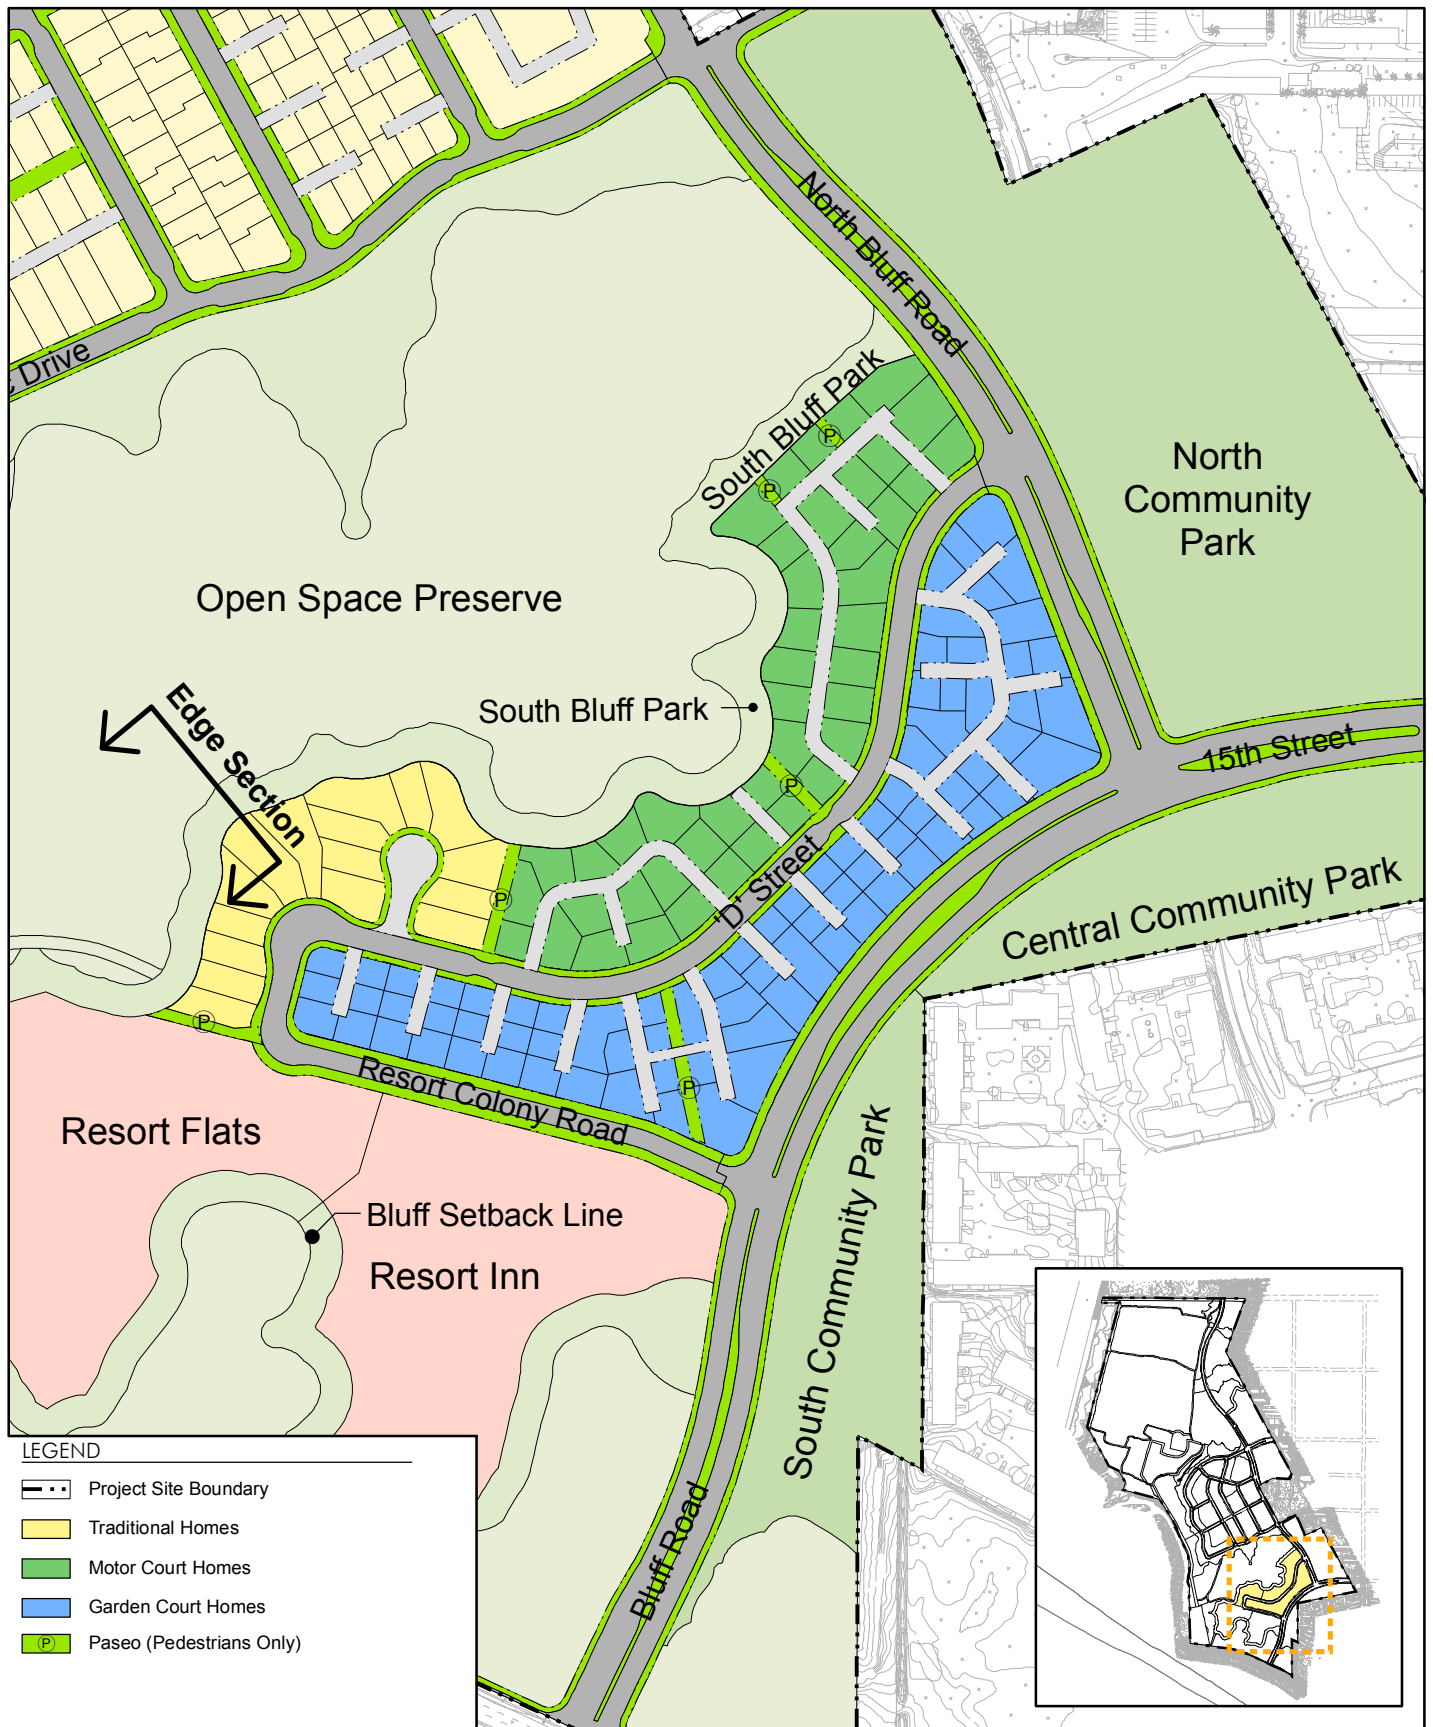 North Bluff Road
c Drive
South Bluff Park
P
P
North
Community
Park
Open Space Preserve
Edge Section
South Bluff Park
15th Street
P
'D' Street
P
Central Community Park
P
Resort Colony Road
P
Resort Flats
Bluff Setback Line
Resort Inn
South Community Park
Bluff Road
LEGEND
Project Site Boundary
Traditional Homes
Motor Court Homes
Garden Court Homes
P Paseo (Pedestrians Only)